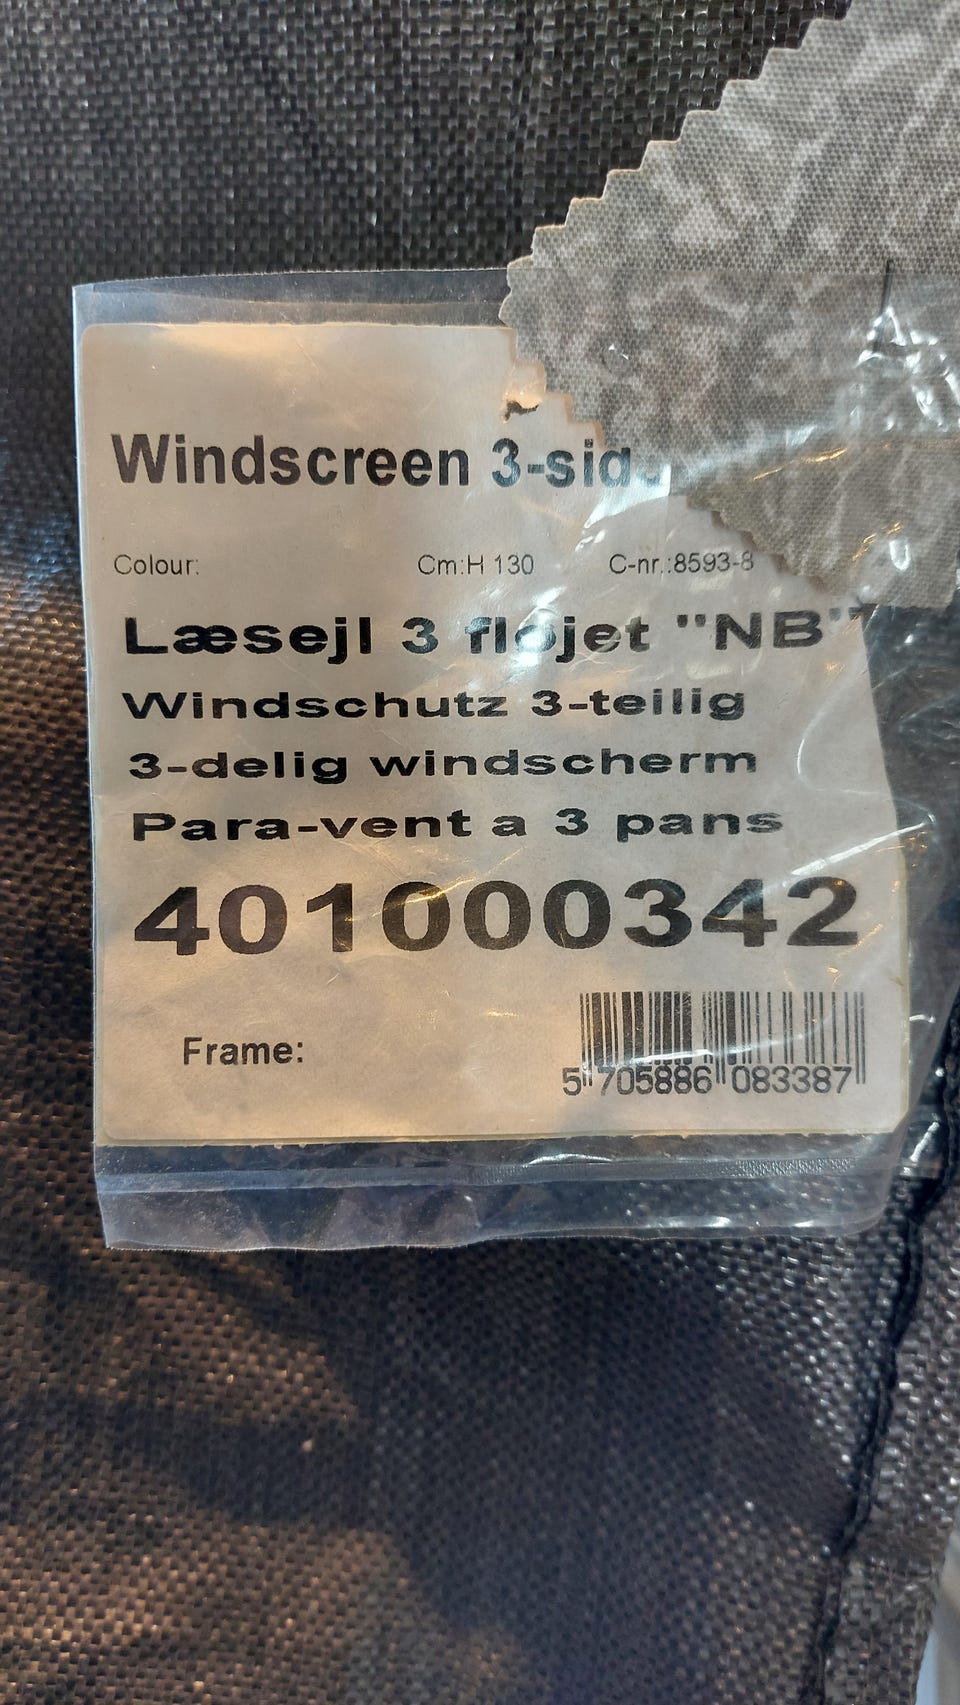 Windscreen 3-side
Colour: Cm:H 130 C-nr.:8593-8
Læsejl 3 fløjet "NB"
Windschutz 3-teilig
3-delig windscherm
Para-vent a 3 pans
401000342
Frame:
5 705886 083387